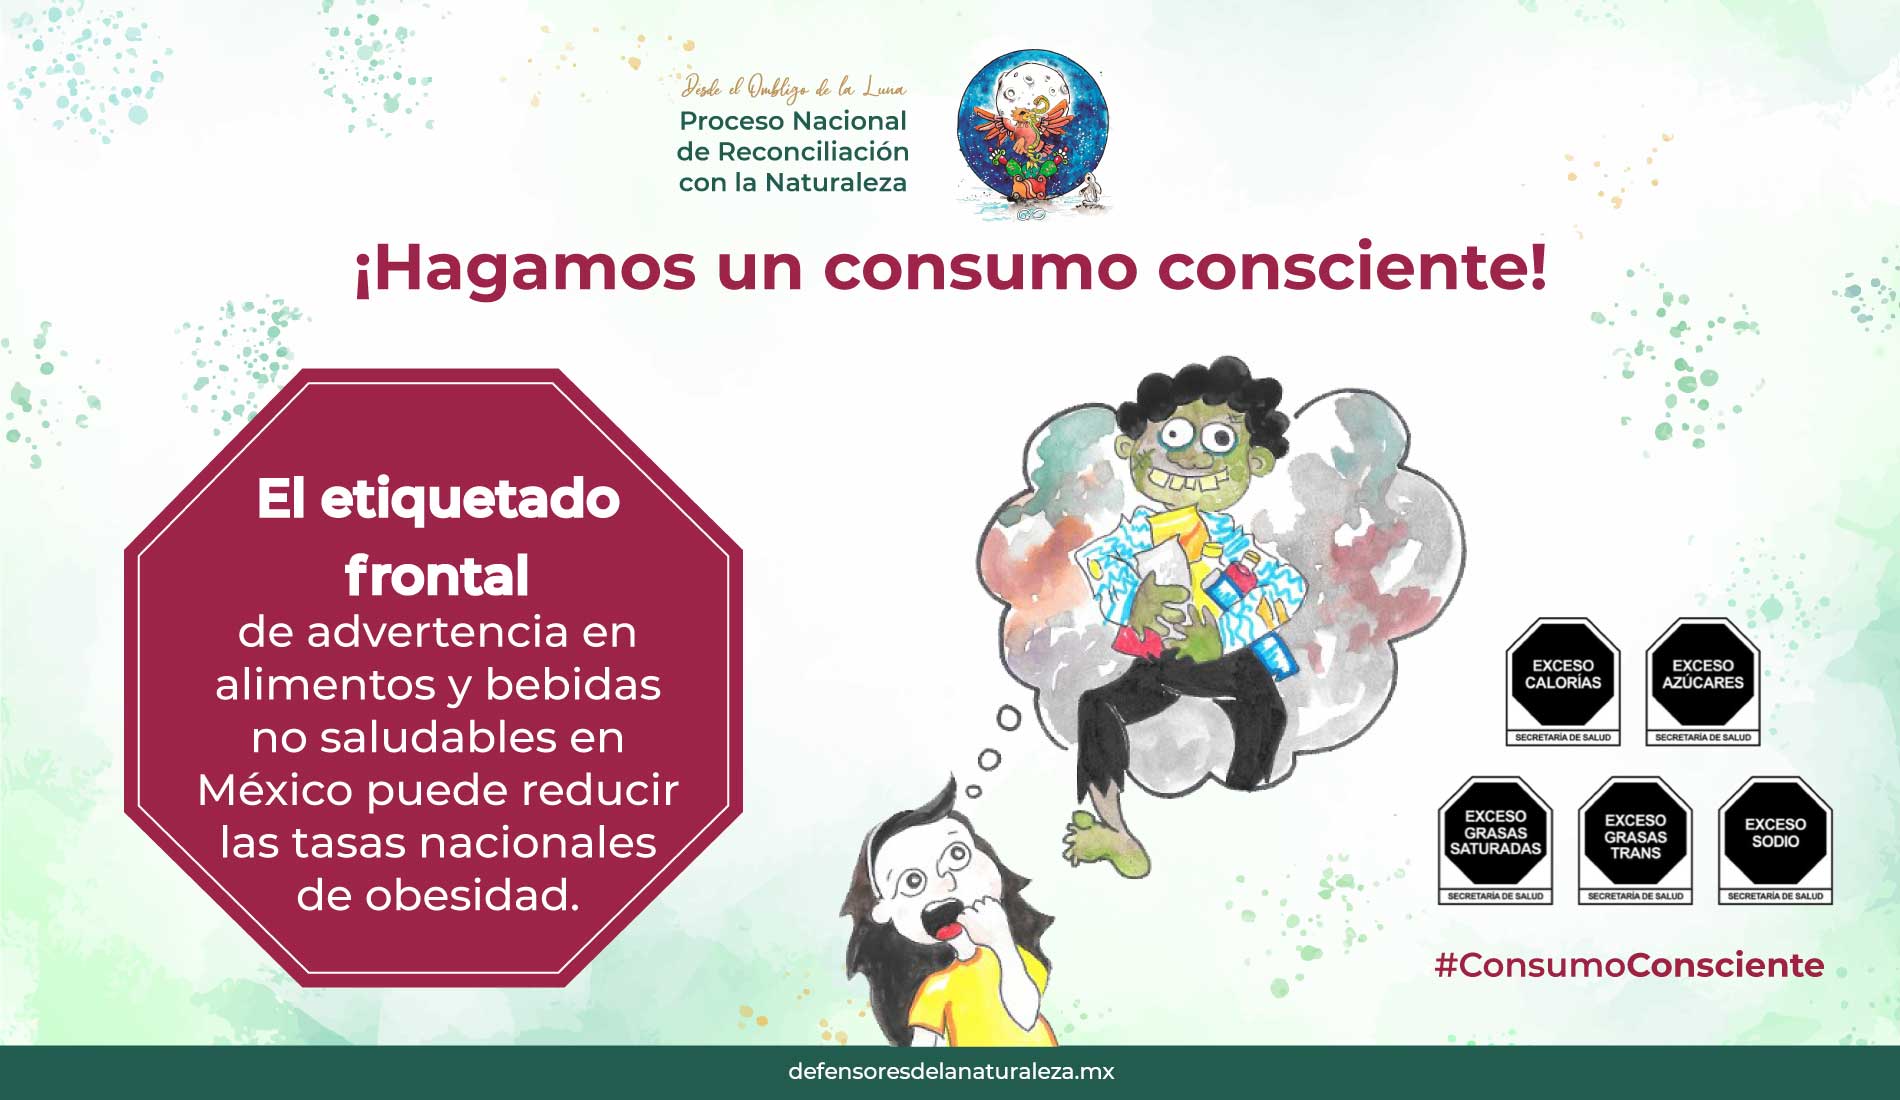 Desde el Ombligo de la Luna
Proceso Nacional
de Reconciliación
con la Naturaleza
¡Hagamos un consumo consciente!
El etiquetado
frontal
de advertencia en
alimentos y bebidas
no saludables en
México puede reducir
las tasas nacionales
de obesidad.
EXCESO
CALORÍAS
SECRETARÍA DE SALUD
EXCESO
AZÚCARES
SECRETARÍA DE SALUD
EXCESO
GRASAS
SATURADAS
SECRETARÍA DE SALUD
EXCESO
GRASAS
TRANS
SECRETARÍA DE SALUD
EXCESO
SODIO
SECRETARÍA DE SALUD
#ConsumoConsciente
defensoresdelanaturaleza.mx